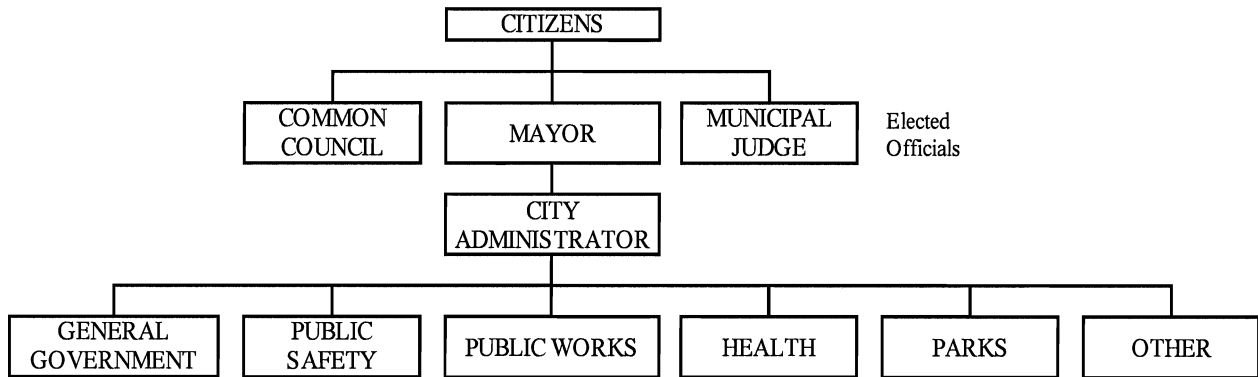 CITIZENS
COMMON
COUNCIL
MAYOR
MUNICIPAL
JUDGE
Elected
Officials
CITY
ADMINISTRATOR
GENERAL
GOVERNMENT
PUBLIC
SAFETY
PUBLIC WORKS
HEALTH
PARKS
OTHER